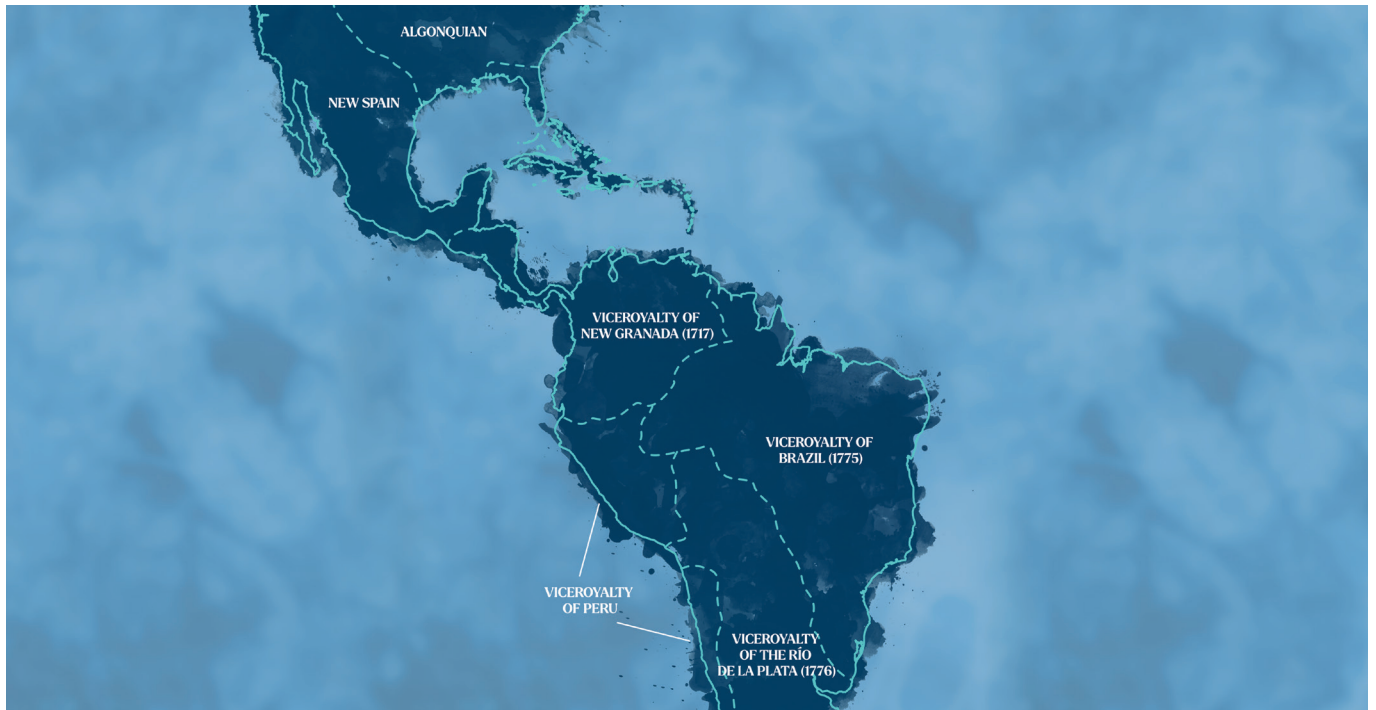 ALGONQUIAN
NEW SPAIN
VICEROYALTY OF
NEW GRANADA (1717)
VICEROYALTY OF
BRAZIL (1775)
VICEROYALTY
OF PERU
VICEROYALTY
OF THE RÍO
DE LA PLATA (1776)